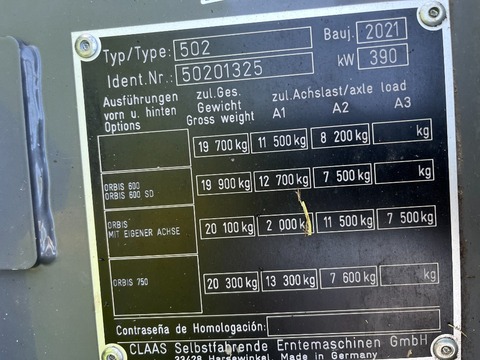 Typ/Type: 502 Bauj. 2021
Ident.Nr.: 50201325 kW 390
Ausführungen vorn u. hinten Options zul.Ges. Gewicht Gross weight zul.Achslast/axle load A1 A2 A3
19 700 kg 11 500 kg 8 200 kg kg
ORBIS 600
ORBIS 600 SD 19 900 kg 12 700 kg 7 500 kg kg
ORBIS
MIT EIGENER ACHSE 20 100 kg 2 000 kg 11 500 kg 7 500 kg
ORBIS 750 20 300 kg 13 300 kg 7 600 kg kg
Contraseña de Homologación:
CLAAS Selbstfahrende Erntemaschinen GmbH
33428 Harsewinkel, Made in Germany